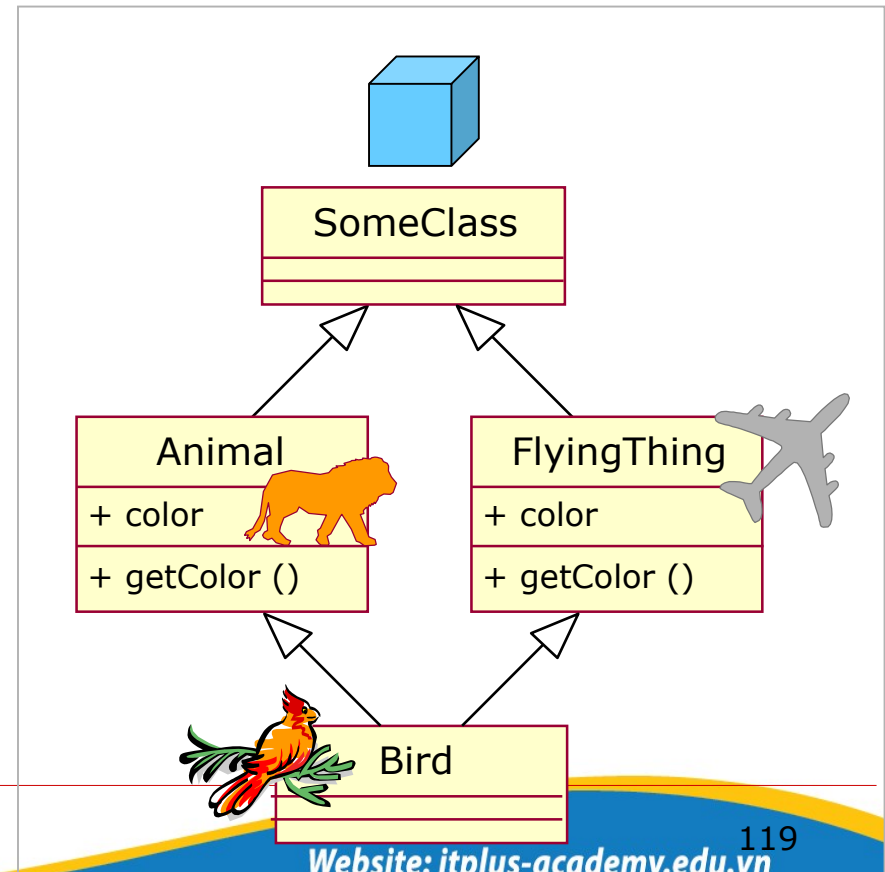 SomeClass
Animal
+ color
+ getColor ()
FlyingThing
+ color
+ getColor ()
Bird
119
Website: itplus-academy.edu.vn